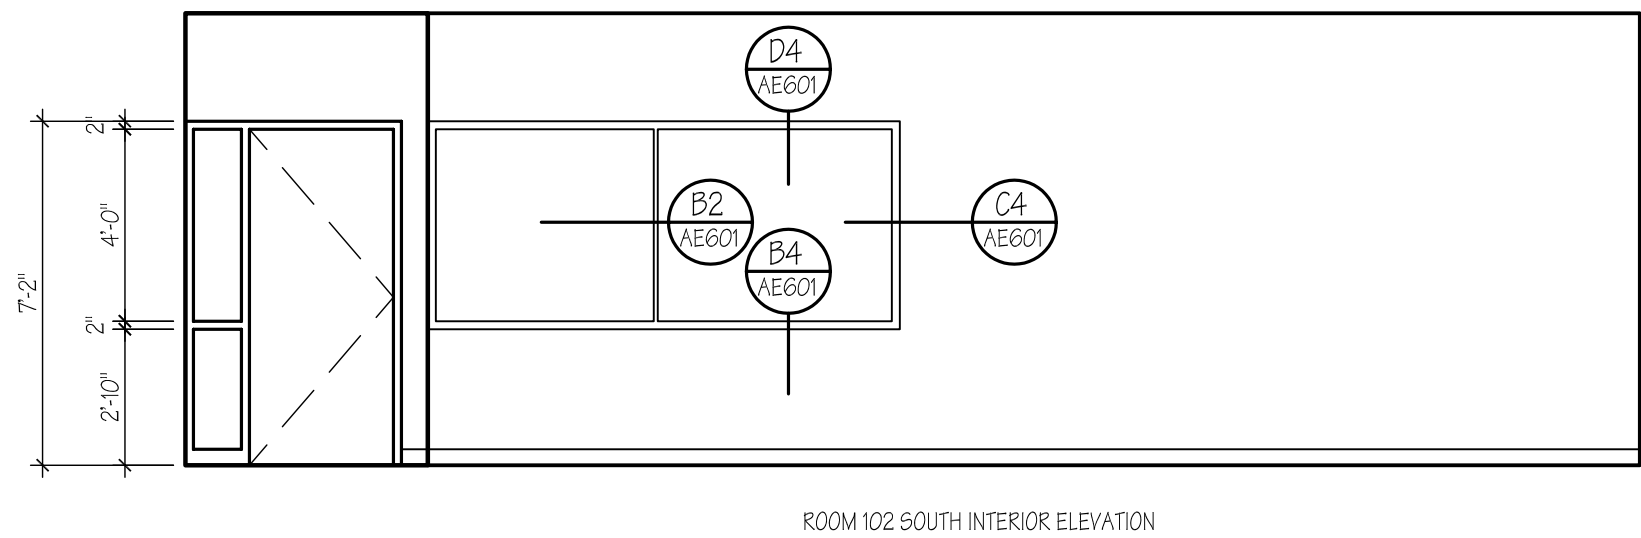 D4
AE601
2"
4'-0"
B2
AE601
C4
AE601
B4
AE601
7'-2"
2"
2'-10"
ROOM 102 SOUTH INTERIOR ELEVATION